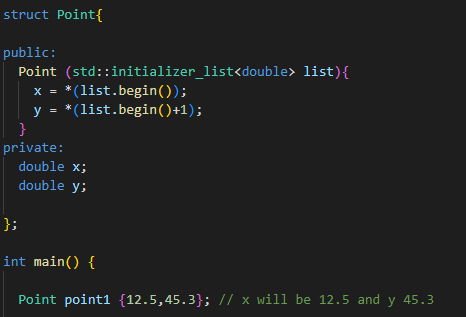 struct Point{
public:
Point (std::initializer_list<double> list){
x = *(list.begin());
y = *(list.begin()+1);
}
private:
double x;
double y;
};
int main() {
Point point1 {12.5,45.3}; // x will be 12.5 and y 45.3